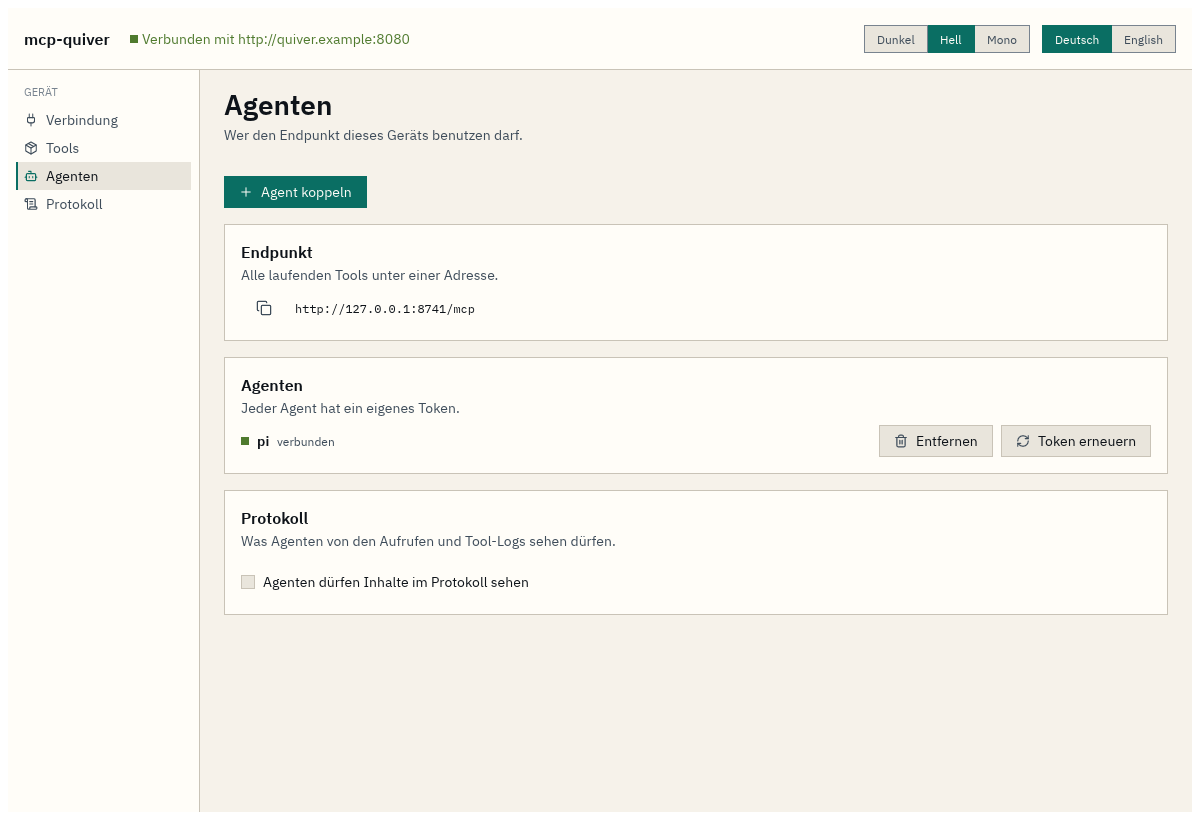 mcp-quiver
Verbunden mit http://quiver.example:8080
Dunkel
Hell
Mono
Deutsch
English
GERÄT
Verbindung
Tools
Agenten
Protokoll
Agenten
Wer den Endpunkt dieses Geräts benutzen darf.
Agent koppeln
Endpunkt
Alle laufenden Tools unter einer Adresse.
http://127.0.0.1:8741/mcp
Agenten
Jeder Agent hat ein eigenes Token.
pi verbunden
Entfernen
Token erneuern
Protokoll
Was Agenten von den Aufrufen und Tool-Logs sehen dürfen.
Agenten dürfen Inhalte im Protokoll sehen